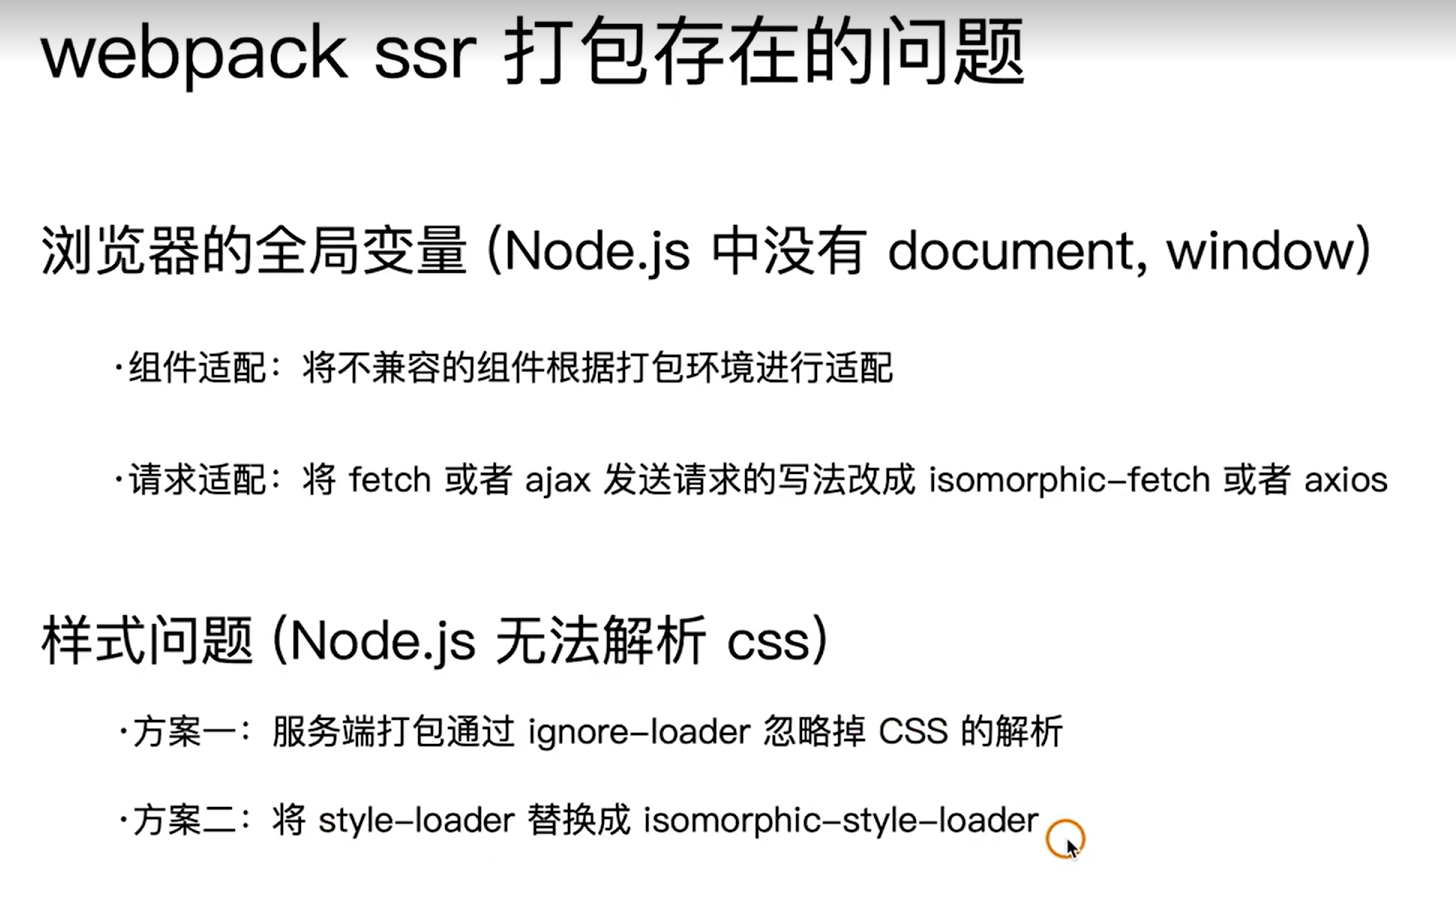 webpack ssr 打包存在的问题
浏览器的全局变量 (Node.js 中没有 document, window)
·组件适配：将不兼容的组件根据打包环境进行适配
·请求适配：将 fetch 或者 ajax 发送请求的写法改成 isomorphic-fetch 或者 axios
样式问题 (Node.js 无法解析 css)
·方案一：服务端打包通过 ignore-loader 忽略掉 CSS 的解析
·方案二：将 style-loader 替换成 isomorphic-style-loader